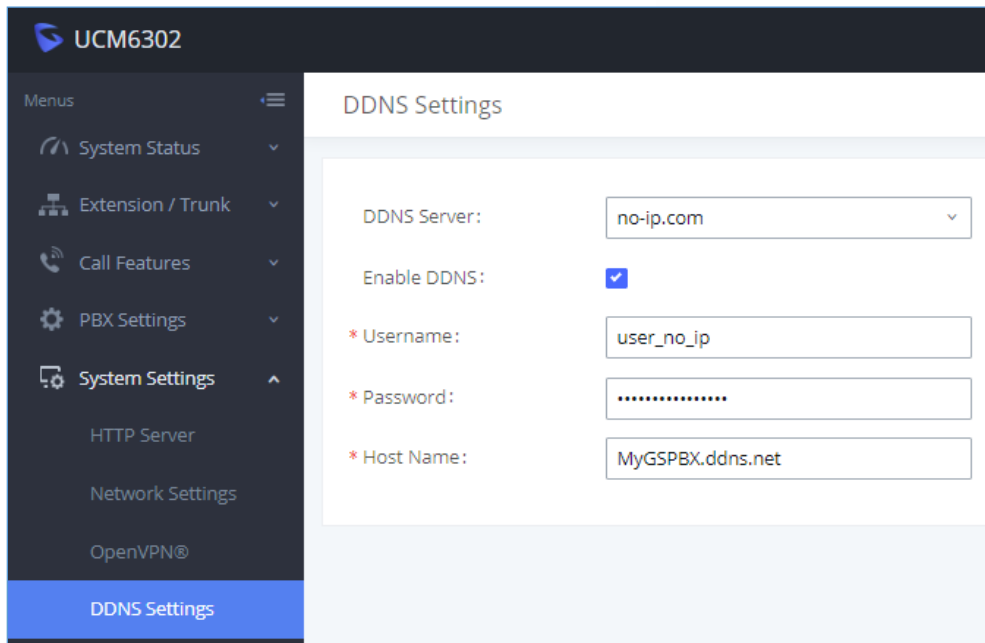 UCM6302
Menus
System Status
Extension / Trunk
Call Features
PBX Settings
System Settings
HTTP Server
Network Settings
OpenVPN®
DDNS Settings
DDNS Settings
DDNS Server:
no-ip.com
Enable DDNS:
* Username:
user_no_ip
* Password:
••••••••••••••••
* Host Name:
MyGSPBX.ddns.net